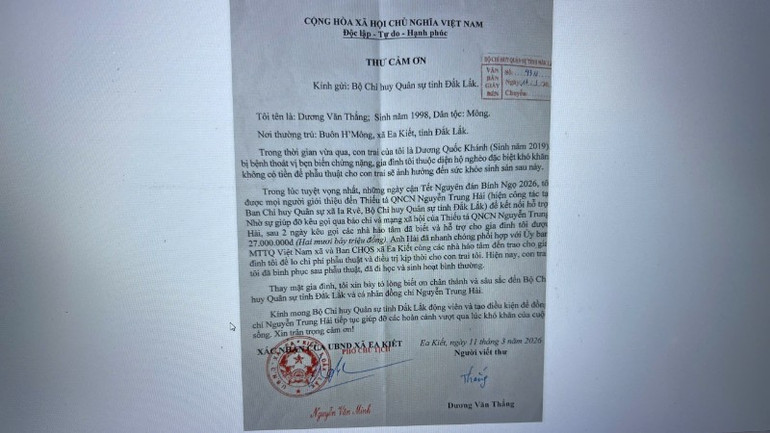 CỘNG HÒA XÃ HỘI CHỦ NGHĨA VIỆT NAM
Độc lập - Tự do - Hạnh phúc
THƯ CẢM ƠN
BỘ CHỈ HUY QUÂN SỰ TỈNH ĐẮK LẮK
VĂN BẢN GIẤY ĐẾN
Số:
Ngày:
Chuyển:
Kính gửi: Bộ Chỉ huy Quân sự tỉnh Đắk Lắk.
Tôi tên là: Dương Văn Thắng; Sinh năm 1998, Dân tộc: Mông.
Nơi thường trú: Buôn H'Mông, xã Ea Kiết, tỉnh Đắk Lắk.
Trong thời gian vừa qua, con trai của tôi là Dương Quốc Khánh (Sinh năm 2019)
bị bệnh thoát vị bẹn biến chứng nặng, gia đình tôi thuộc diện hộ nghèo đặc biệt khó khăn
không có tiền để phẫu thuật cho con trai sẽ ảnh hưởng đến sức khỏe sinh sản sau này.
Trong lúc tuyệt vọng nhất, những ngày cận Tết Nguyên đán Bính Ngọ 2026, tôi
được mọi người giới thiệu đến Thiếu tá QNCN Nguyễn Trung Hải (hiện công tác tại
Ban Chỉ huy Quân sự xã Ia Rvê, Bộ Chỉ huy Quân sự tỉnh Đắk Lắk) để kết nối hỗ trợ
Nhờ sự giúp đỡ kêu gọi qua báo chí và mạng xã hội của Thiếu tá QNCN Nguyễn Trung
Hải, sau 2 ngày kêu gọi các nhà hảo tâm đã biết và hỗ trợ cho gia đình tôi được
27.000.000đ (Hai mươi bảy triệu đồng). Anh Hải đã nhanh chóng phối hợp với Ủy ban
MTTQ Việt Nam xã và Ban CHQS xã Ea Kiết cùng các nhà hảo tâm đến trao cho gia
đình tôi để lo chi phí phẫu thuật và điều trị kịp thời cho con trai tôi. Hiện nay, con trai
tôi đã bình phục sau phẫu thuật, đã đi học và sinh hoạt bình thường.
Thay mặt gia đình, tôi xin bày tỏ lòng biết ơn chân thành và sâu sắc đến Bộ Chỉ
huy Quân sự tỉnh Đắk Lắk và cá nhân đồng chí Nguyễn Trung Hải.
Kính mong Bộ Chỉ huy Quân sự tỉnh Đắk Lắk động viên và tạo điều kiện để đồng
chí Nguyễn Trung Hải tiếp tục giúp đỡ các hoàn cảnh vượt qua lúc khó khăn của cuộc
sống. Xin trân trọng cảm ơn!
Ea Kiết, ngày 11 tháng 3 năm 2026
XÁC NHẬN CỦA UBND XÃ EA KIẾT
Người viết thư
PHÓ CHỦ TỊCH
Thắng
Nguyễn Văn Minh
Dương Văn Thắng